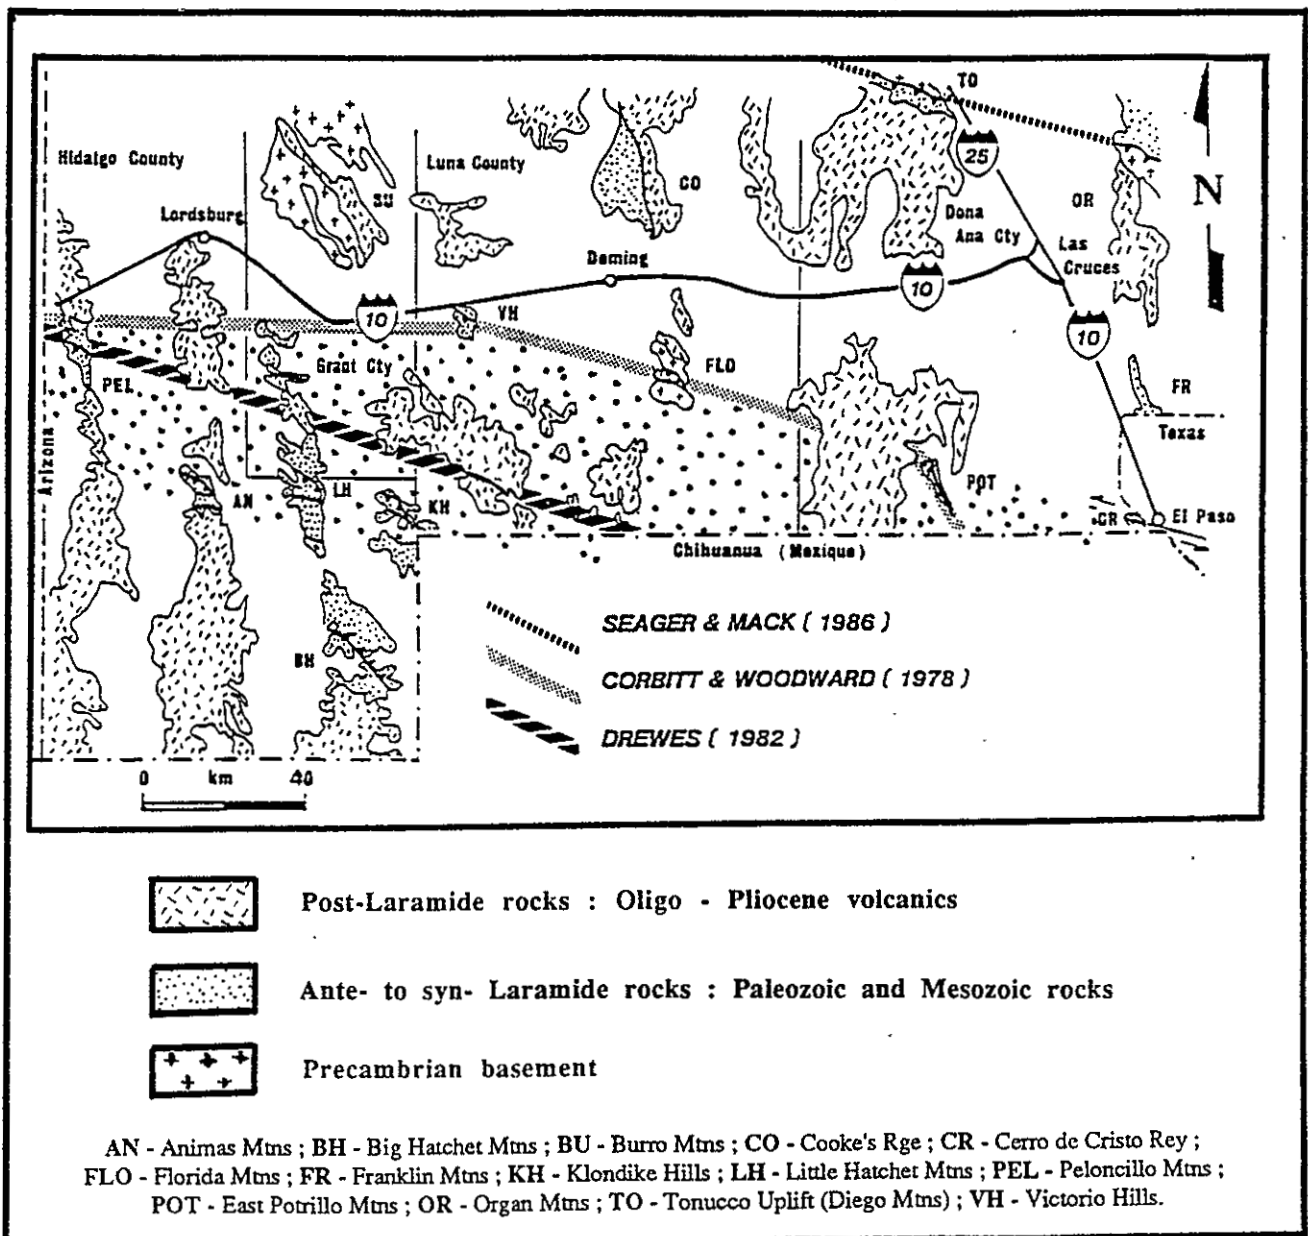 TO
Hidalgo County
Luna County
25
N
BU
CO
OR
Lordsburg
Dona
Ana Cty
Las
Cruces
Deming
10
10
10
VH
FLO
PEL
Grant Cty
FR
Texas
Arizona
AN
LH
KH
POT
CR
El Paso
Chihuahua (Mexique)
BH
SEAGER & MACK ( 1986 )
CORBITT & WOODWARD ( 1978 )
DREWES ( 1982 )
0 km 40
Post-Laramide rocks : Oligo - Pliocene volcanics
Ante- to syn- Laramide rocks : Paleozoic and Mesozoic rocks
Precambrian basement
AN - Animas Mtns ; BH - Big Hatchet Mtns ; BU - Burro Mtns ; CO - Cooke's Rge ; CR - Cerro de Cristo Rey ;
FLO - Florida Mtns ; FR - Franklin Mtns ; KH - Klondike Hills ; LH - Little Hatchet Mtns ; PEL - Peloncillo Mtns ;
POT - East Potrillo Mtns ; OR - Organ Mtns ; TO - Tonucco Uplift (Diego Mtns) ; VH - Victorio Hills.